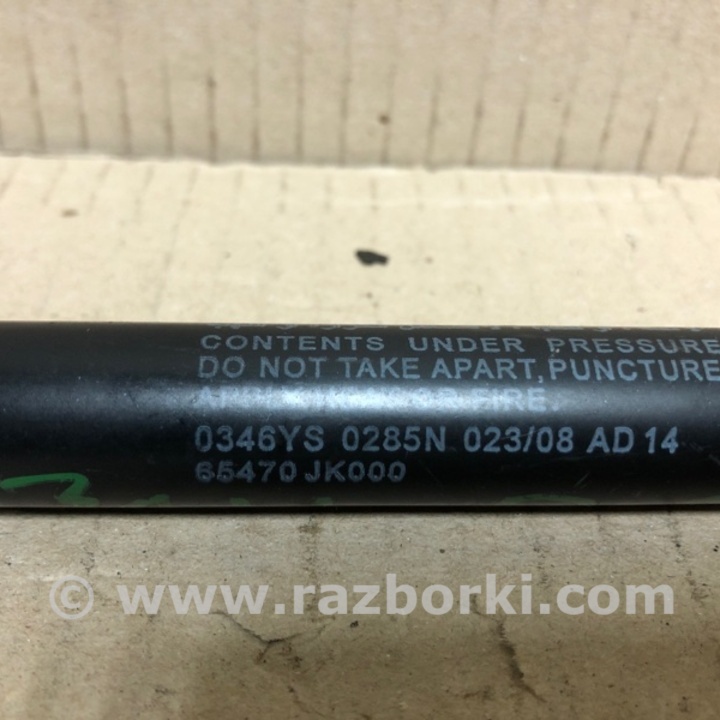 CONTENTS UNDER PRESSURE
DO NOT TAKE APART, PUNCTURE
FIRE.
0346YS 0285N 023/08 AD 14
65470 JK000
© www.razborki.com